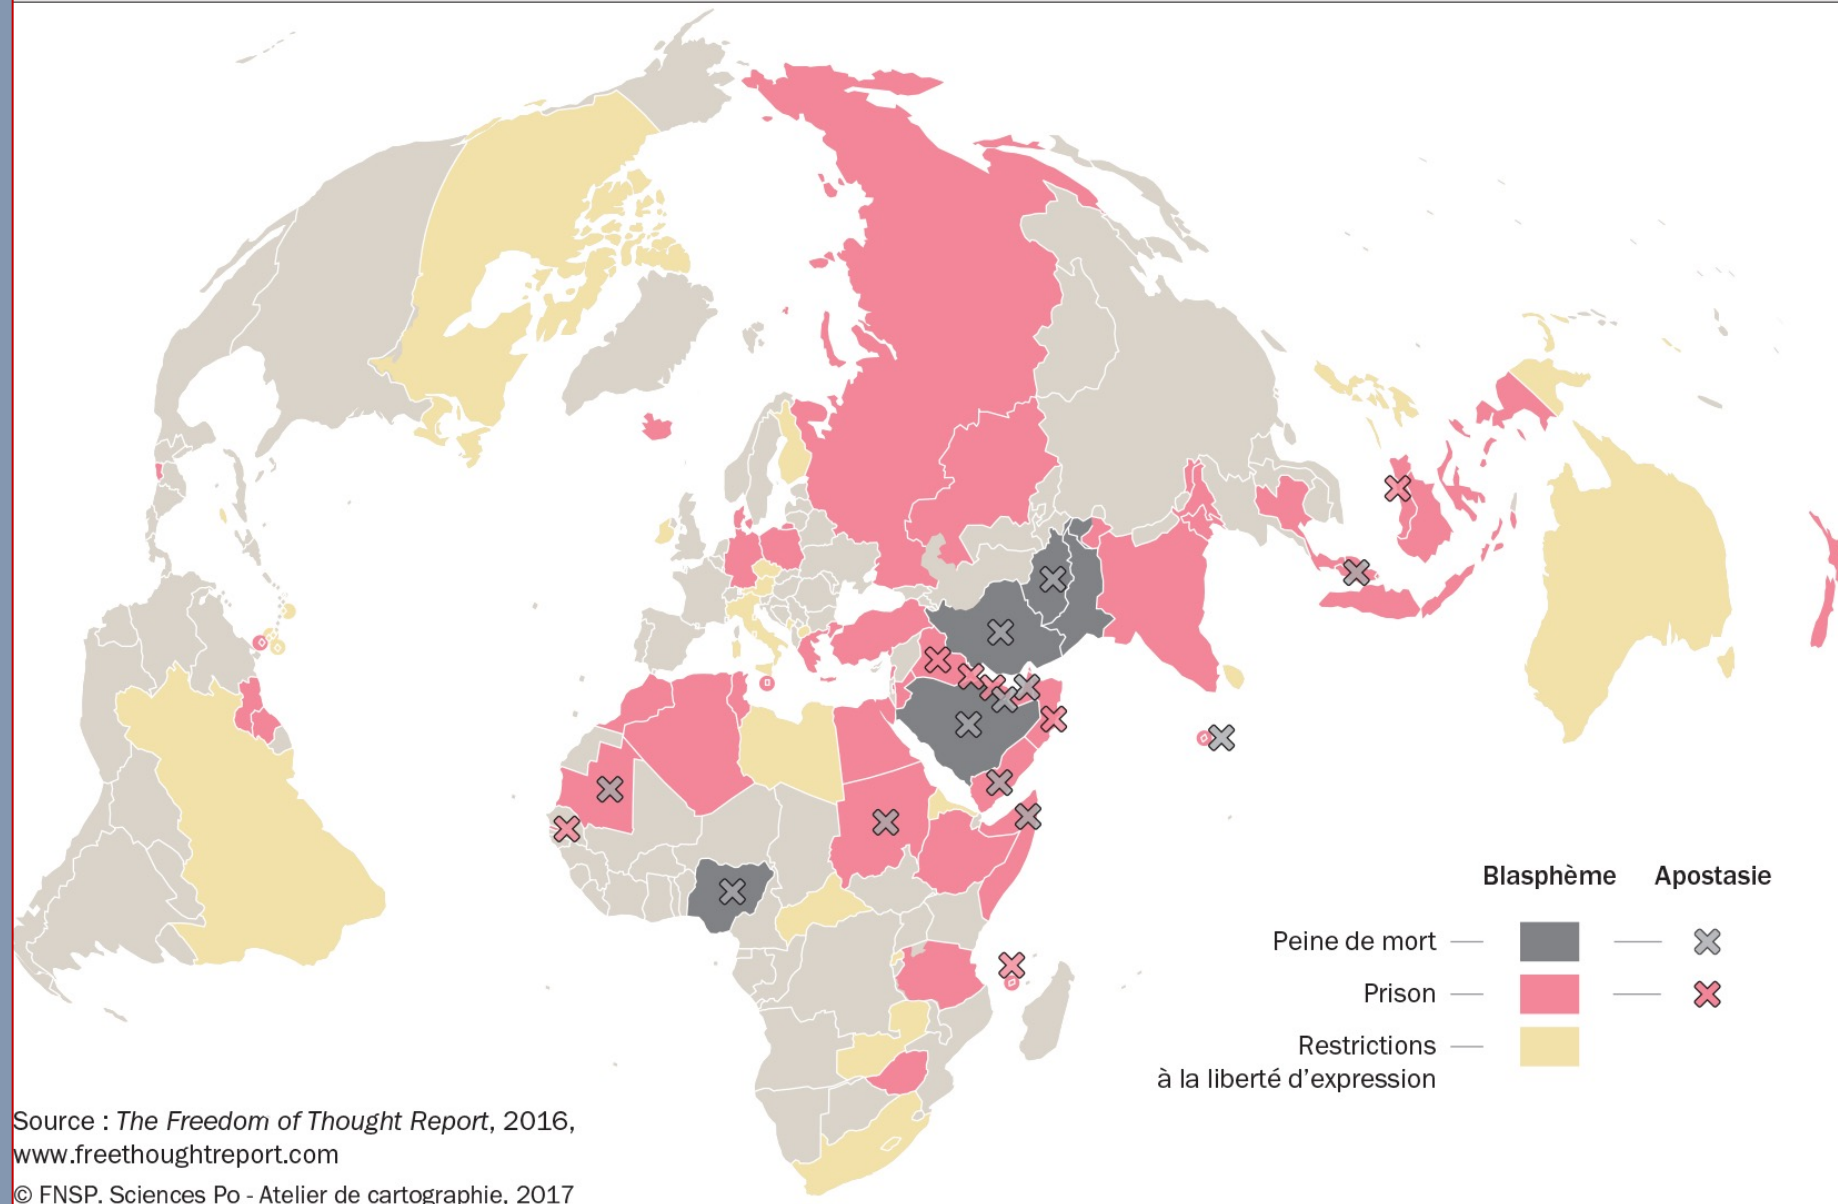 Blasphème Apostasie
Peine de mort
Prison
Restrictions
à la liberté d'expression
Source : The Freedom of Thought Report, 2016,
www.freethoughtreport.com
© FNSP. Sciences Po - Atelier de cartographie, 2017